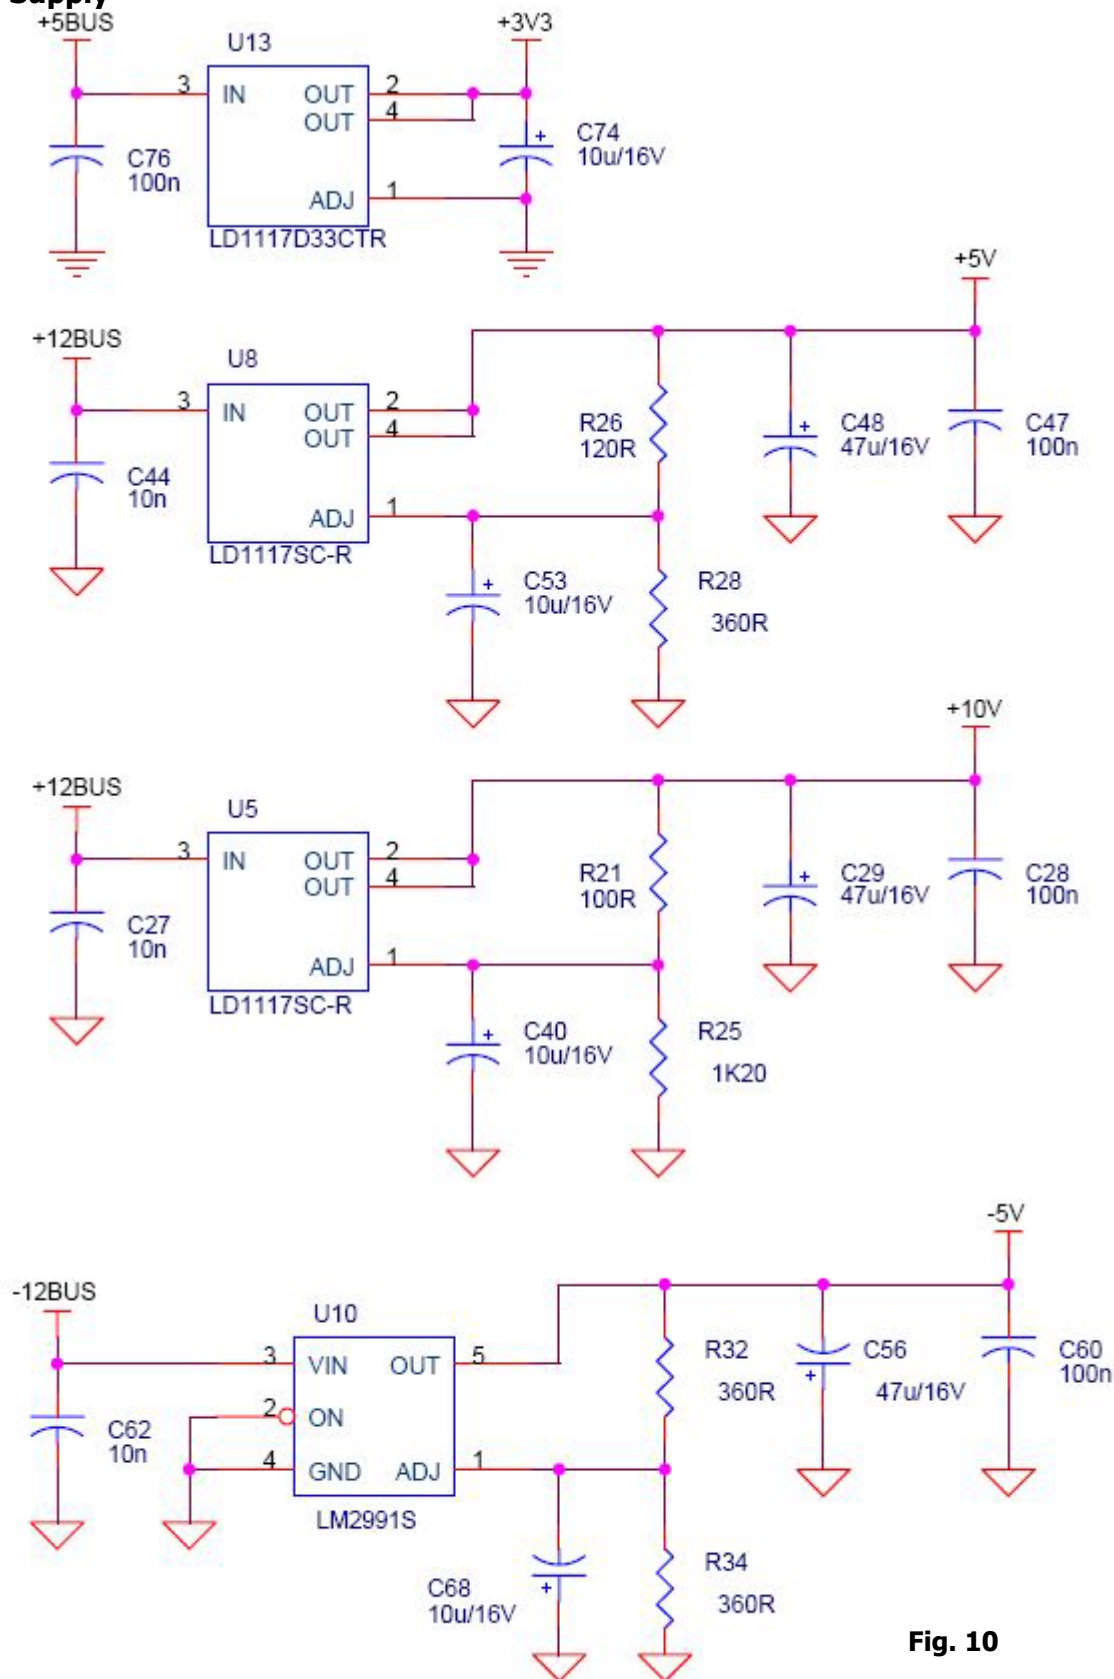 Supply
+5BUS
+3V3
U13
3
IN
OUT
2
OUT
4
C76
100n
C74
10u/16V
ADJ
1
LD1117D33CTR
+5V
+12BUS
U8
3
IN
OUT
2
OUT
4
R26
120R
C48
47u/16V
C47
100n
C44
10n
ADJ
1
LD1117SC-R
C53
10u/16V
R28
360R
+10V
+12BUS
U5
3
IN
OUT
2
OUT
4
R21
100R
C29
47u/16V
C28
100n
C27
10n
ADJ
1
LD1117SC-R
C40
10u/16V
R25
1K20
-5V
-12BUS
U10
3
VIN
OUT
5
R32
360R
C56
47u/16V
C60
100n
2
ON
C62
10n
4
GND
ADJ
1
LM2991S
C68
10u/16V
R34
360R
Fig. 10